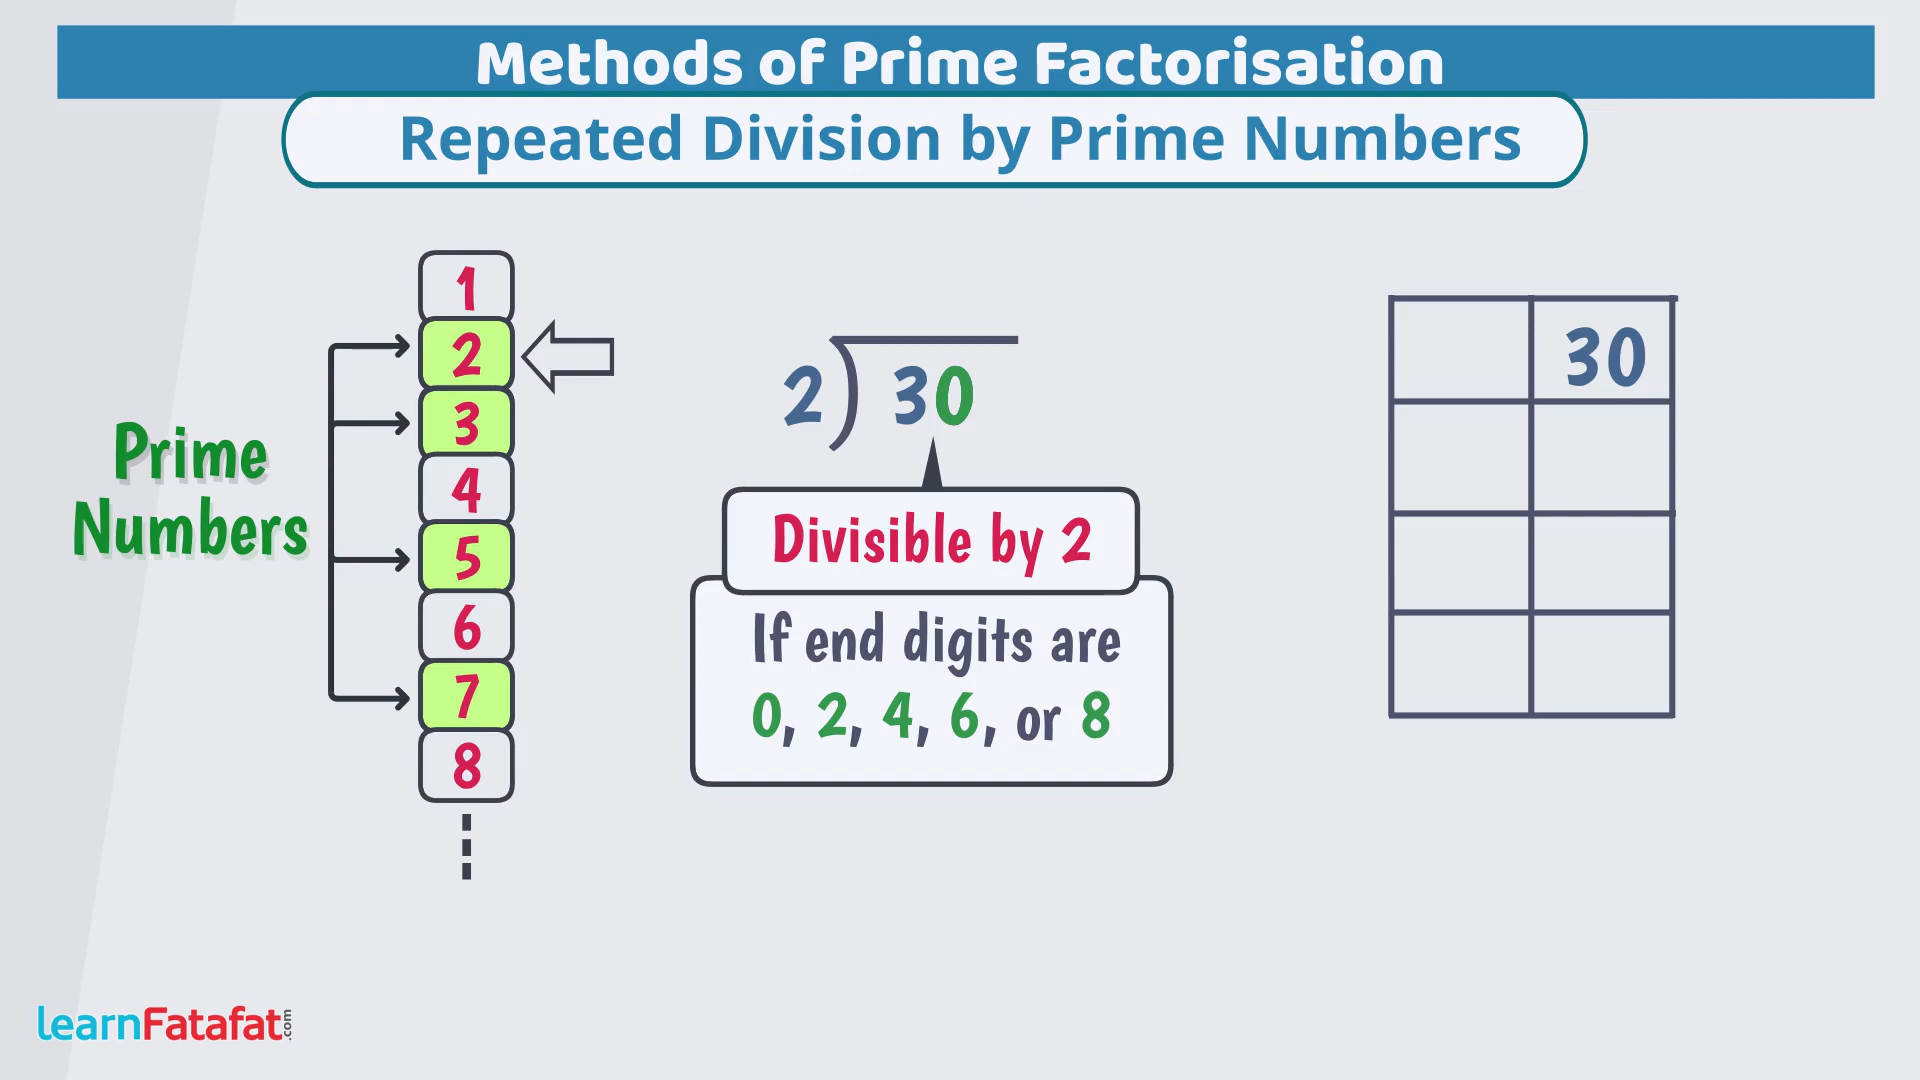 Methods of Prime Factorisation
Repeated Division by Prime Numbers
Prime
Numbers
1
2
3
4
5
6
7
8
2) 30
Divisible by 2
If end digits are
0, 2, 4, 6, or 8
30
learnFatafat.com